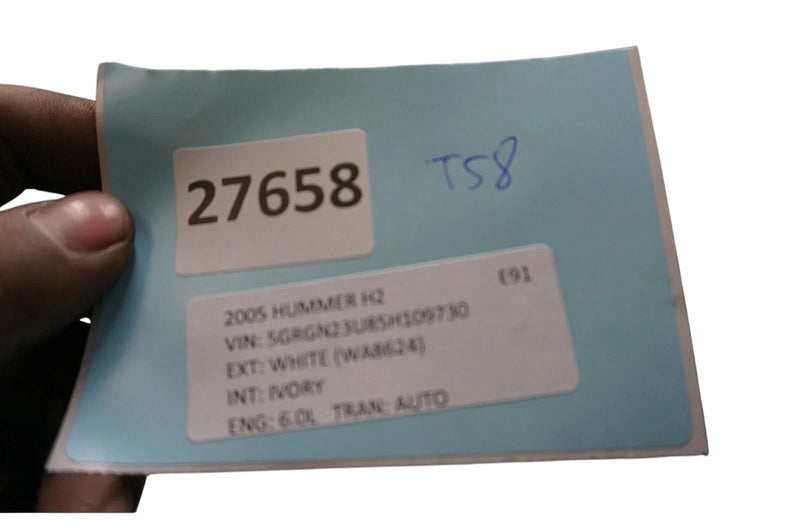 27658
T58
E91
2005 HUMMER H2
VIN: 5GRGN23U85H109730
EXT: WHITE (WA8624)
INT: IVORY
ENG: 6.0L TRAN: AUTO